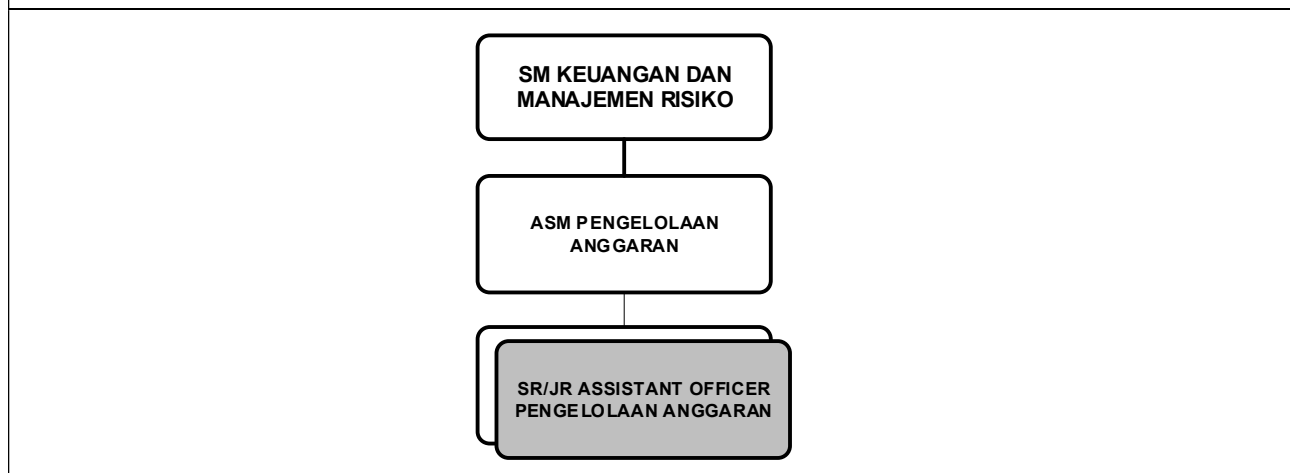 SM KEUANGAN DAN
MANAJEMEN RISIKO
ASM PENGELOLAAN
ANGGARAN
SR/JR ASSISTANT OFFICER
PENGELOLAAN ANGGARAN